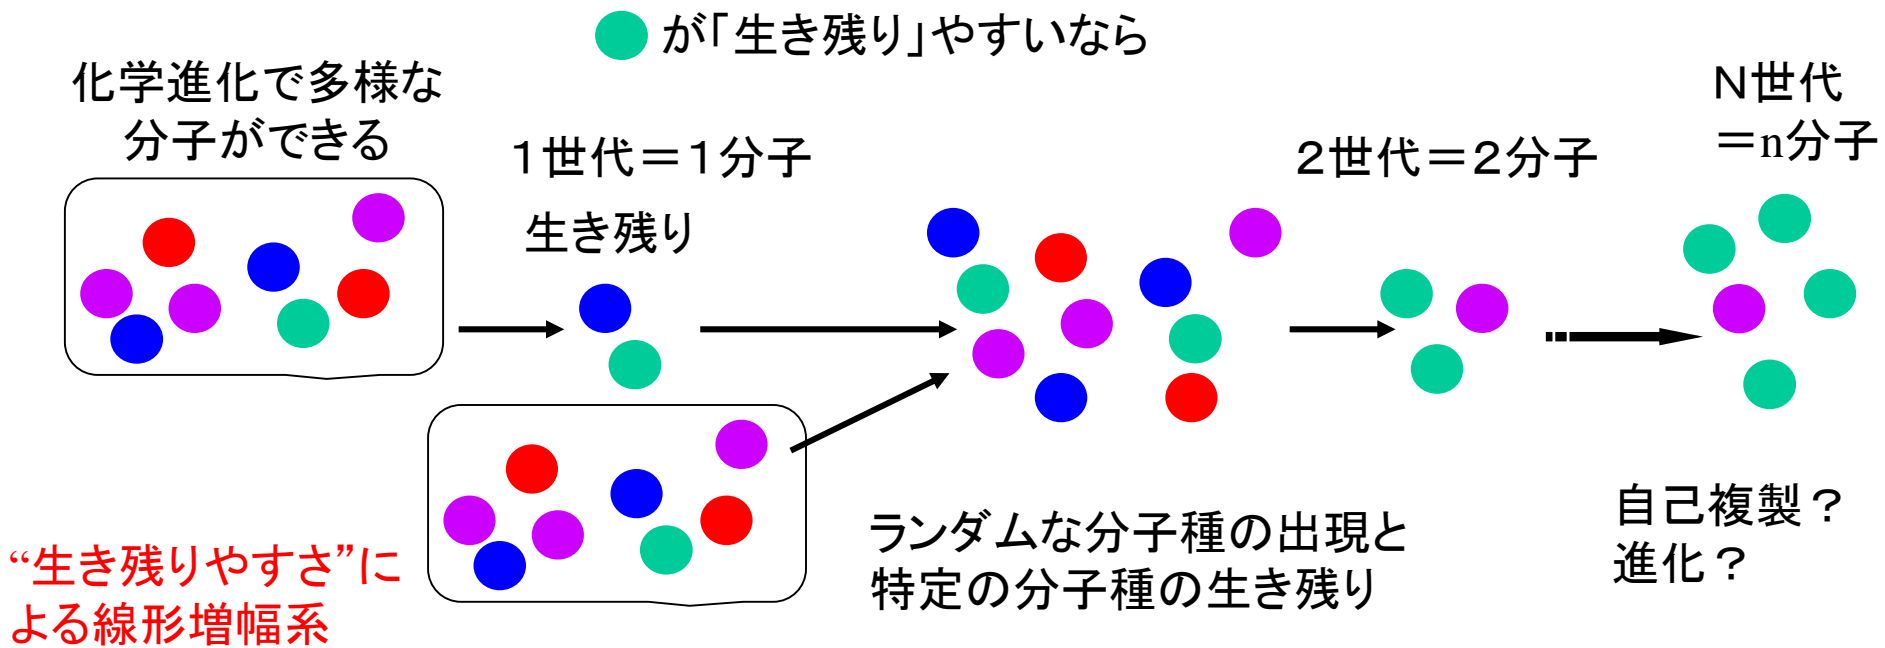 が「生き残り」やすいなら
化学進化で多様な
分子ができる
1世代=1分子
生き残り
2世代=2分子
N世代
=n分子
“生き残りやすさ”に
よる線形増幅系
ランダムな分子種の出現と
特定の分子種の生き残り
自己複製?
進化?